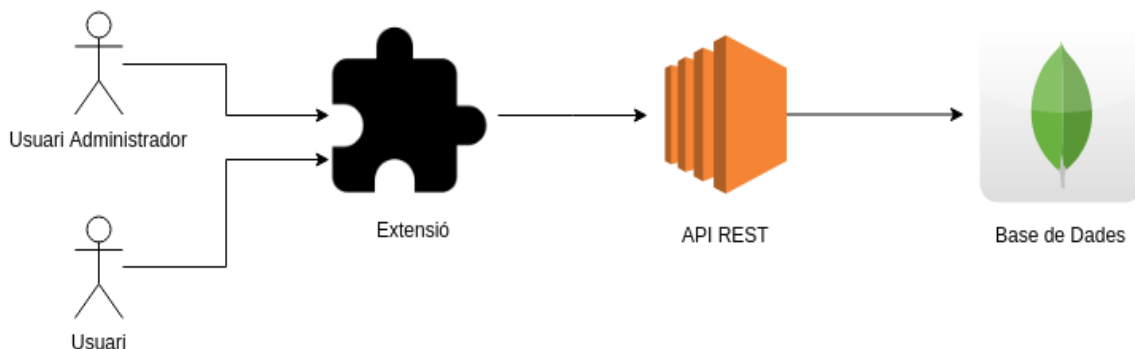 Usuari Administrador
Extensió
API REST
Base de Dades
Usuari